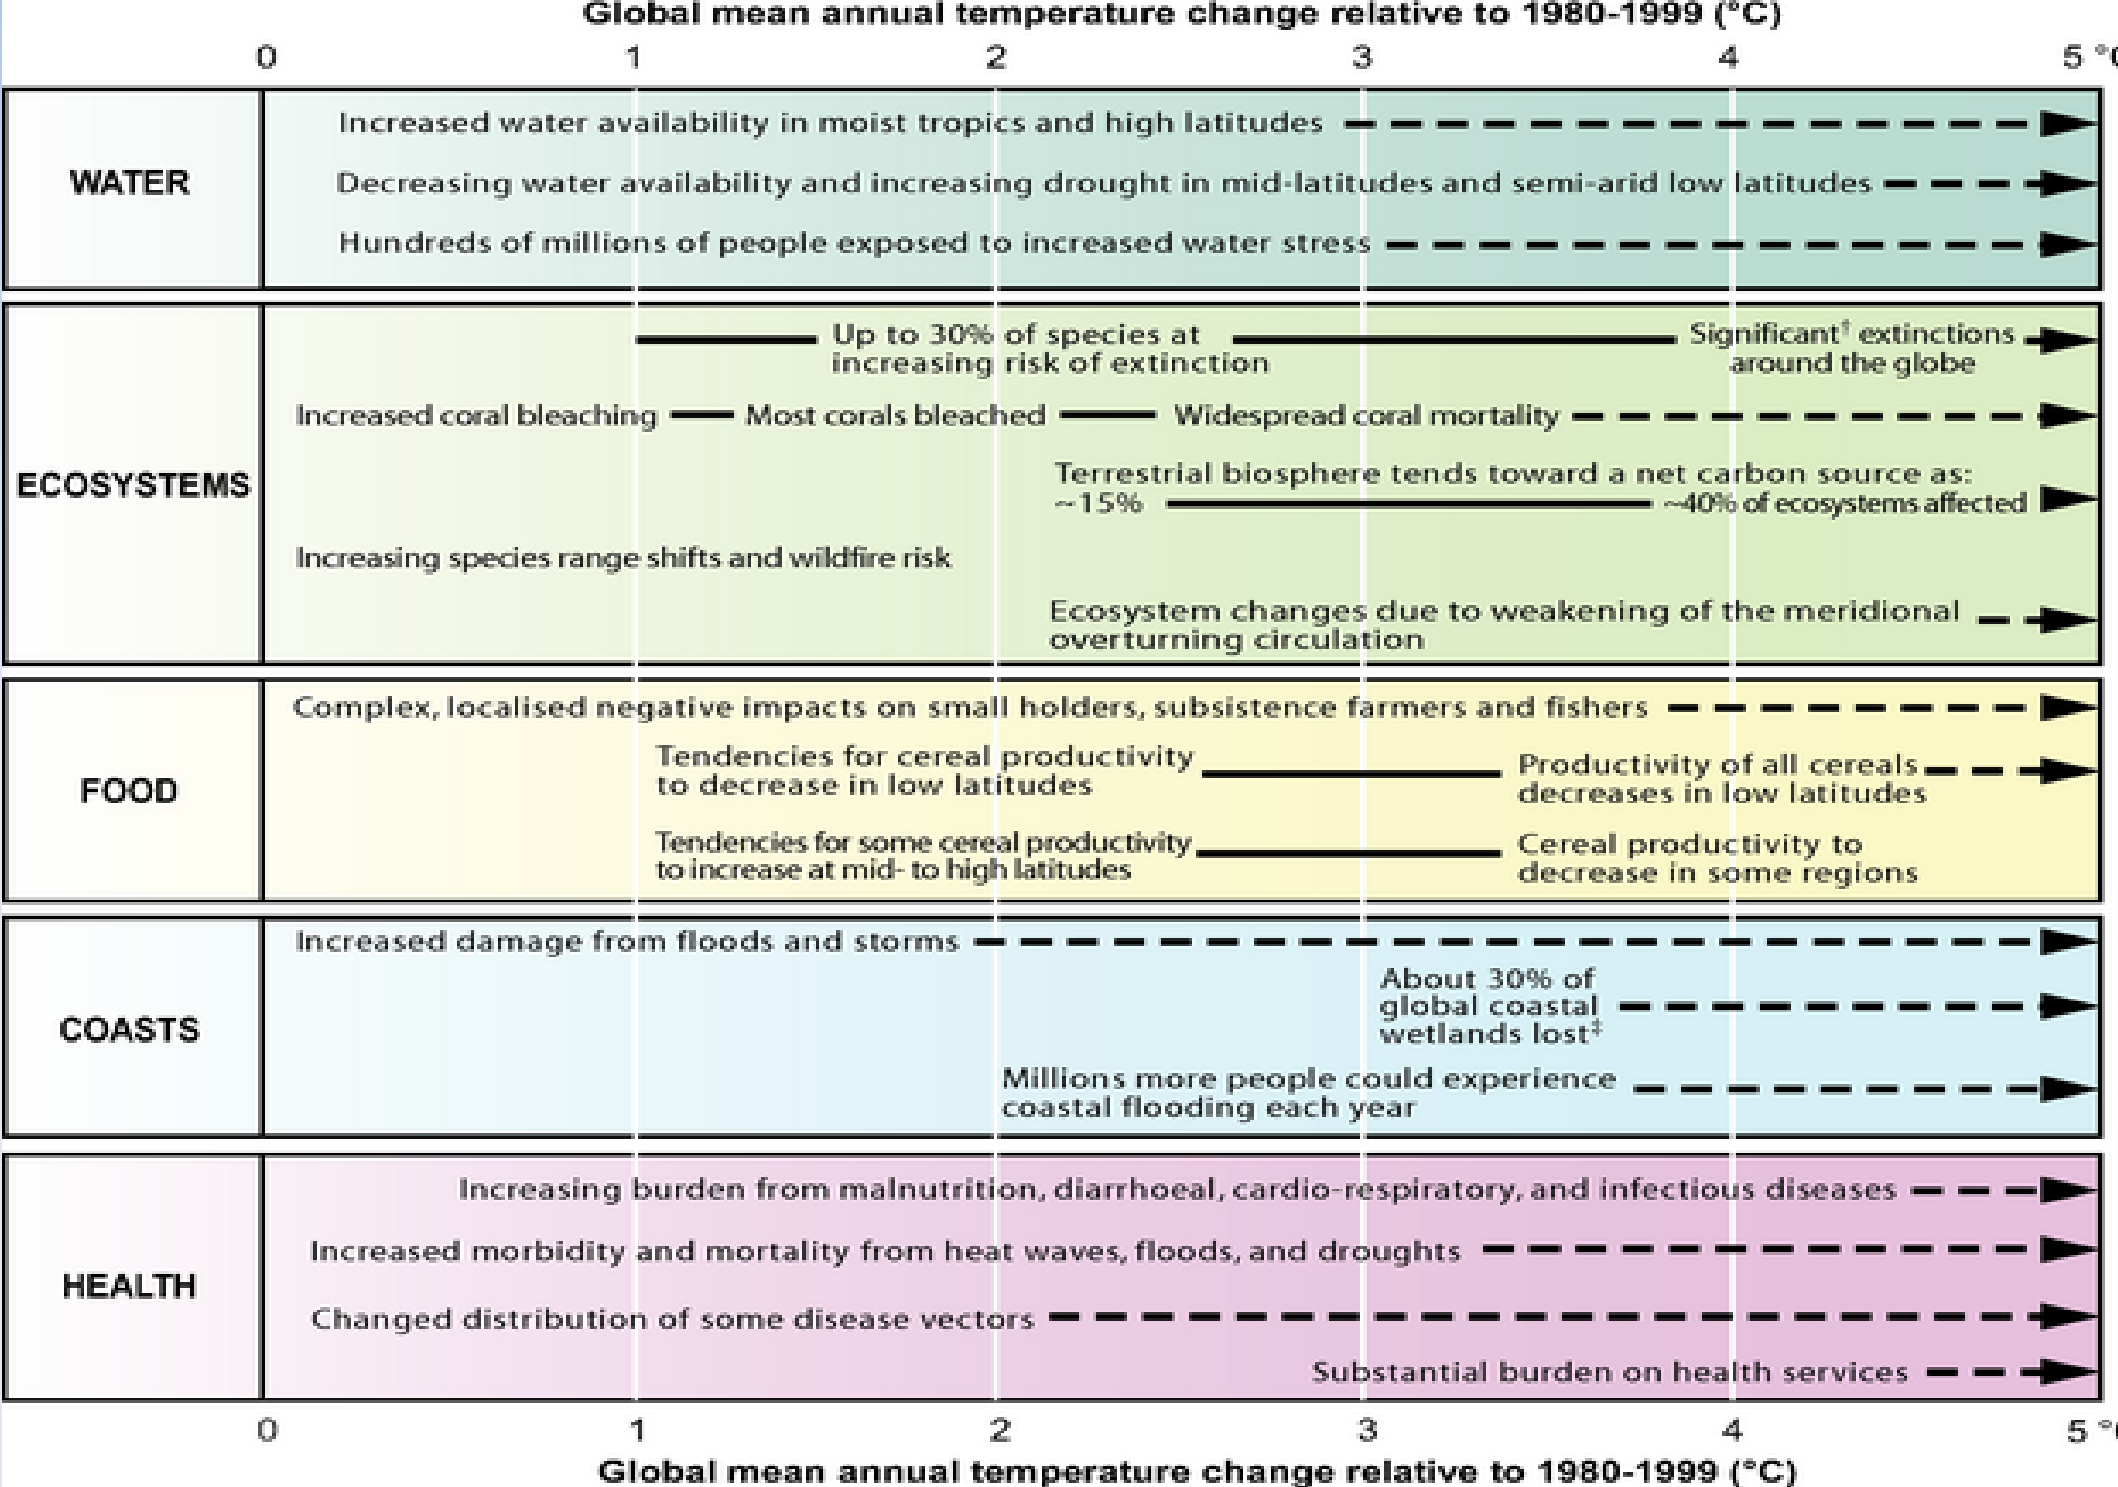 Global mean annual temperature change relative to 1980-1999 (°C)
0 1 2 3 4 5 °C
WATER
Increased water availability in moist tropics and high latitudes
Decreasing water availability and increasing drought in mid-latitudes and semi-arid low latitudes
Hundreds of millions of people exposed to increased water stress
ECOSYSTEMS
Up to 30% of species at
increasing risk of extinction
Significant† extinctions
around the globe
Increased coral bleaching Most corals bleached Widespread coral mortality
Terrestrial biosphere tends toward a net carbon source as:
~15% ~40% of ecosystems affected
Increasing species range shifts and wildfire risk
Ecosystem changes due to weakening of the meridional
overturning circulation
FOOD
Complex, localised negative impacts on small holders, subsistence farmers and fishers
Tendencies for cereal productivity
to decrease in low latitudes
Productivity of all cereals
decreases in low latitudes
Tendencies for some cereal productivity
to increase at mid- to high latitudes
Cereal productivity to
decrease in some regions
COASTS
Increased damage from floods and storms
About 30% of
global coastal
wetlands lost‡
Millions more people could experience
coastal flooding each year
HEALTH
Increasing burden from malnutrition, diarrhoeal, cardio-respiratory, and infectious diseases
Increased morbidity and mortality from heat waves, floods, and droughts
Changed distribution of some disease vectors
Substantial burden on health services
0 1 2 3 4 5 °C
Global mean annual temperature change relative to 1980-1999 (°C)